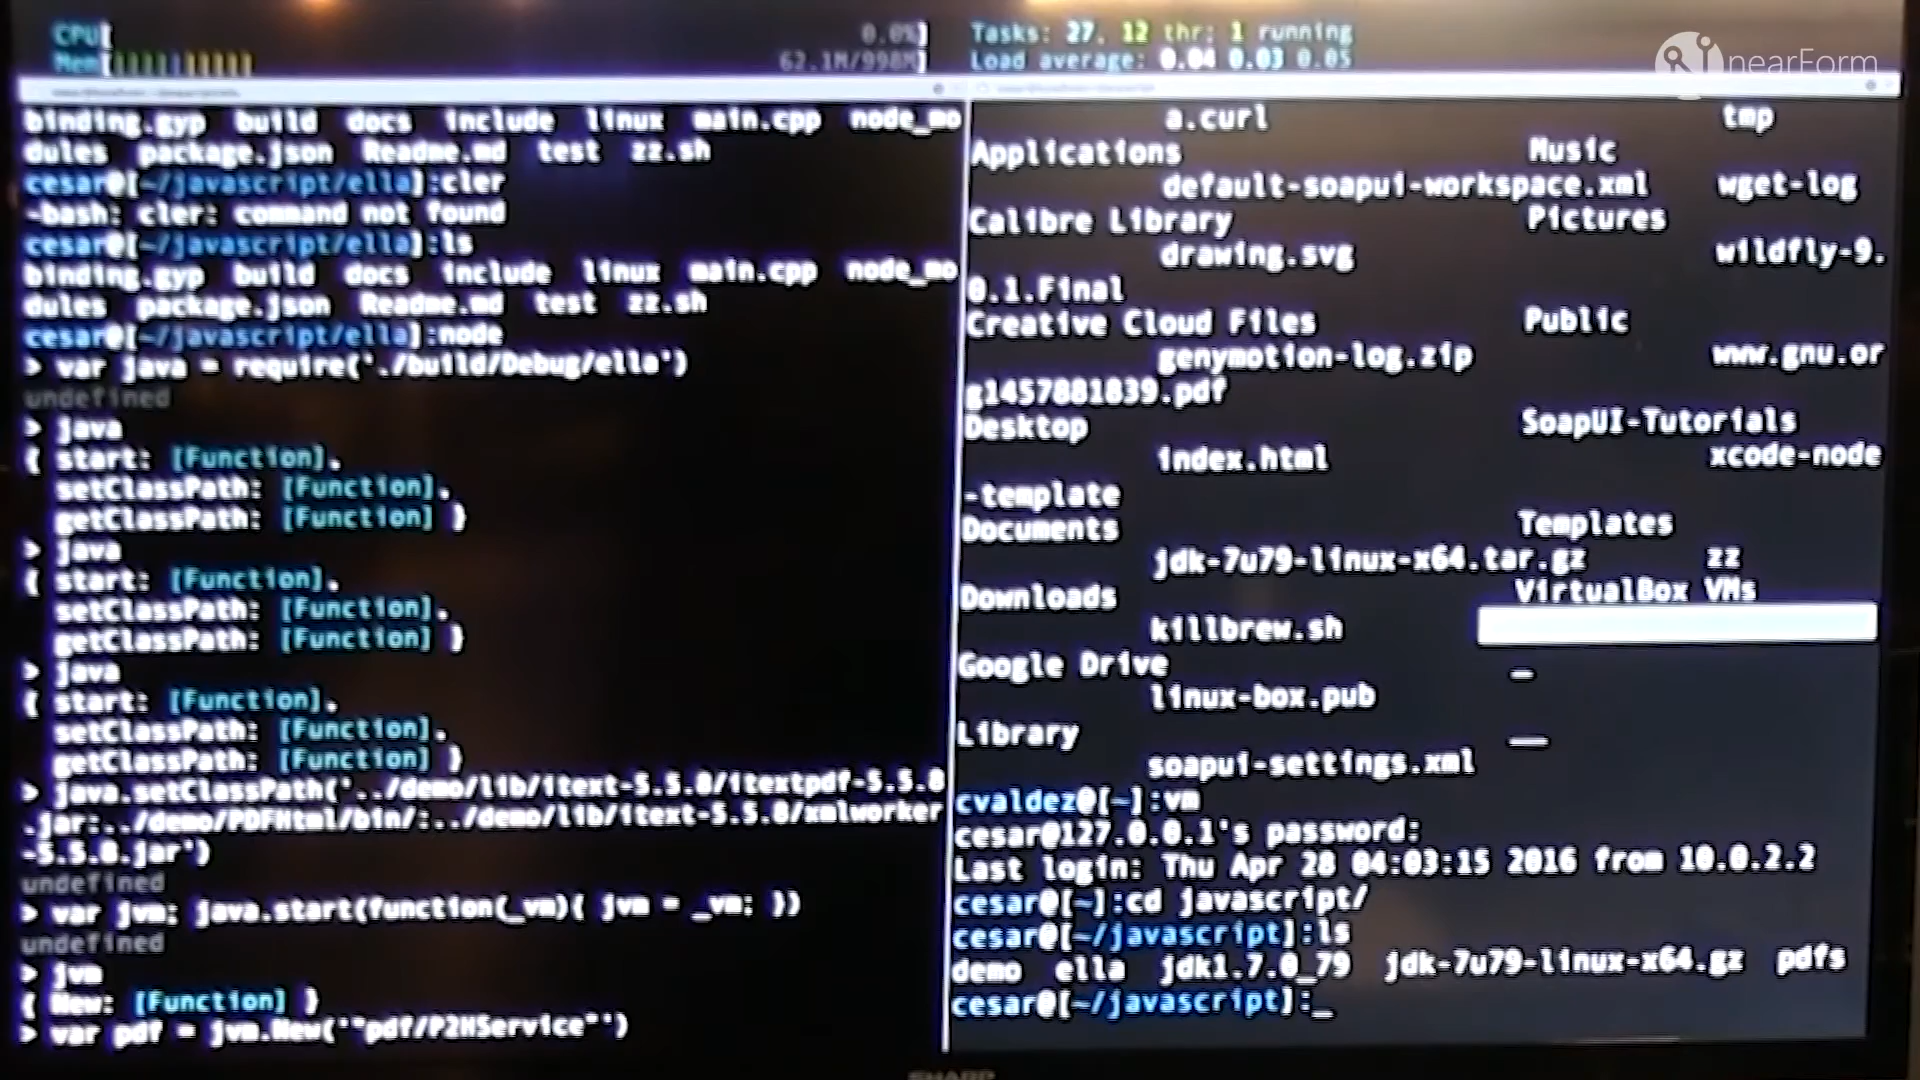 CPU[ 0.0%]
Mem[|||||||||||| 62.1M/998M]
Tasks: 27, 12 thr; 1 running
Load average: 0.04 0.03 0.05
nearForm
binding.gyp build docs include linux main.cpp node_mo
dules package.json Readme.md test zz.sh
cesar@[~/javascript/ella]:cler
-bash: cler: command not found
cesar@[~/javascript/ella]:ls
binding.gyp build docs include linux main.cpp node_mo
dules package.json Readme.md test zz.sh
cesar@[~/javascript/ella]:node
> var java = require('./build/Debug/ella')
undefined
> java
{ start: [Function],
setClassPath: [Function],
getClassPath: [Function] }
> java
{ start: [Function],
setClassPath: [Function],
getClassPath: [Function] }
> java
{ start: [Function],
setClassPath: [Function],
getClassPath: [Function] }
> java.setClassPath('../demo/lib/itext-5.5.8/itextpdf-5.5.8
.jar:../demo/PDFHtml/bin/:../demo/lib/itext-5.5.8/xmlworker
-5.5.8.jar')
undefined
> var jvm; java.start(function(_vm){ jvm = _vm; })
undefined
> jvm
{ New: [Function] }
> var pdf = jvm.New('"pdf/P2HService"')
a.curl tmp
Applications Music
default-soapui-workspace.xml wget-log
Calibre Library Pictures
drawing.svg wildfly-9.
0.1.Final
Creative Cloud Files Public
genymotion-log.zip www.gnu.or
g1457881839.pdf
Desktop SoapUI-Tutorials
index.html xcode-node
-template
Documents Templates
jdk-7u79-linux-x64.tar.gz zz
Downloads VirtualBox VMs
killbrew.sh
Google Drive _
linux-box.pub
Library __
soapui-settings.xml
cvaldez@[~]:vm
cesar@127.0.0.1's password:
Last login: Thu Apr 28 04:03:15 2016 from 10.0.2.2
cesar@[~]:cd javascript/
cesar@[~/javascript]:ls
demo ella jdk1.7.0_79 jdk-7u79-linux-x64.gz pdfs
cesar@[~/javascript]:_
SHARP